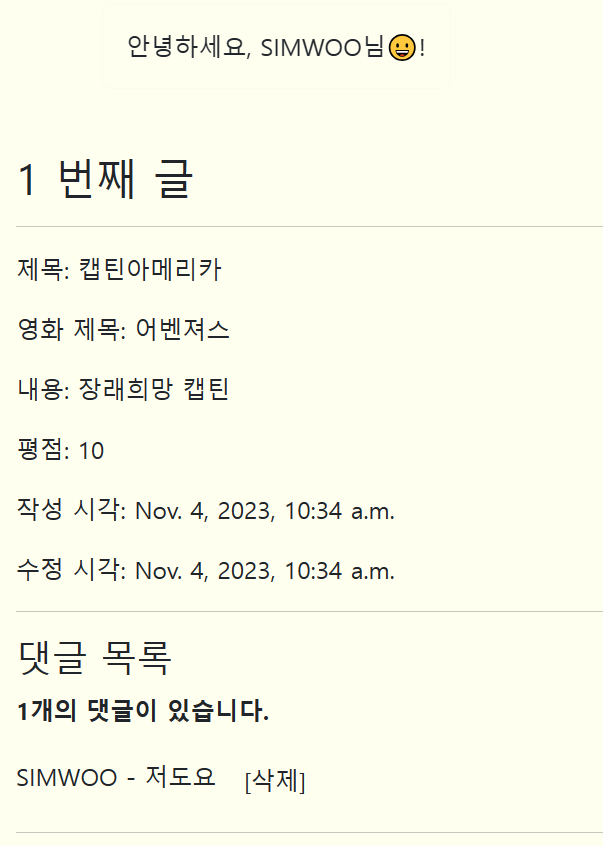 안녕하세요, SIMWOO님😀!
1 번째 글
제목: 캡틴아메리카
영화 제목: 어벤져스
내용: 장래희망 캡틴
평점: 10
작성 시각: Nov. 4, 2023, 10:34 a.m.
수정 시각: Nov. 4, 2023, 10:34 a.m.
댓글 목록
1개의 댓글이 있습니다.
SIMWOO - 저도요 [삭제]